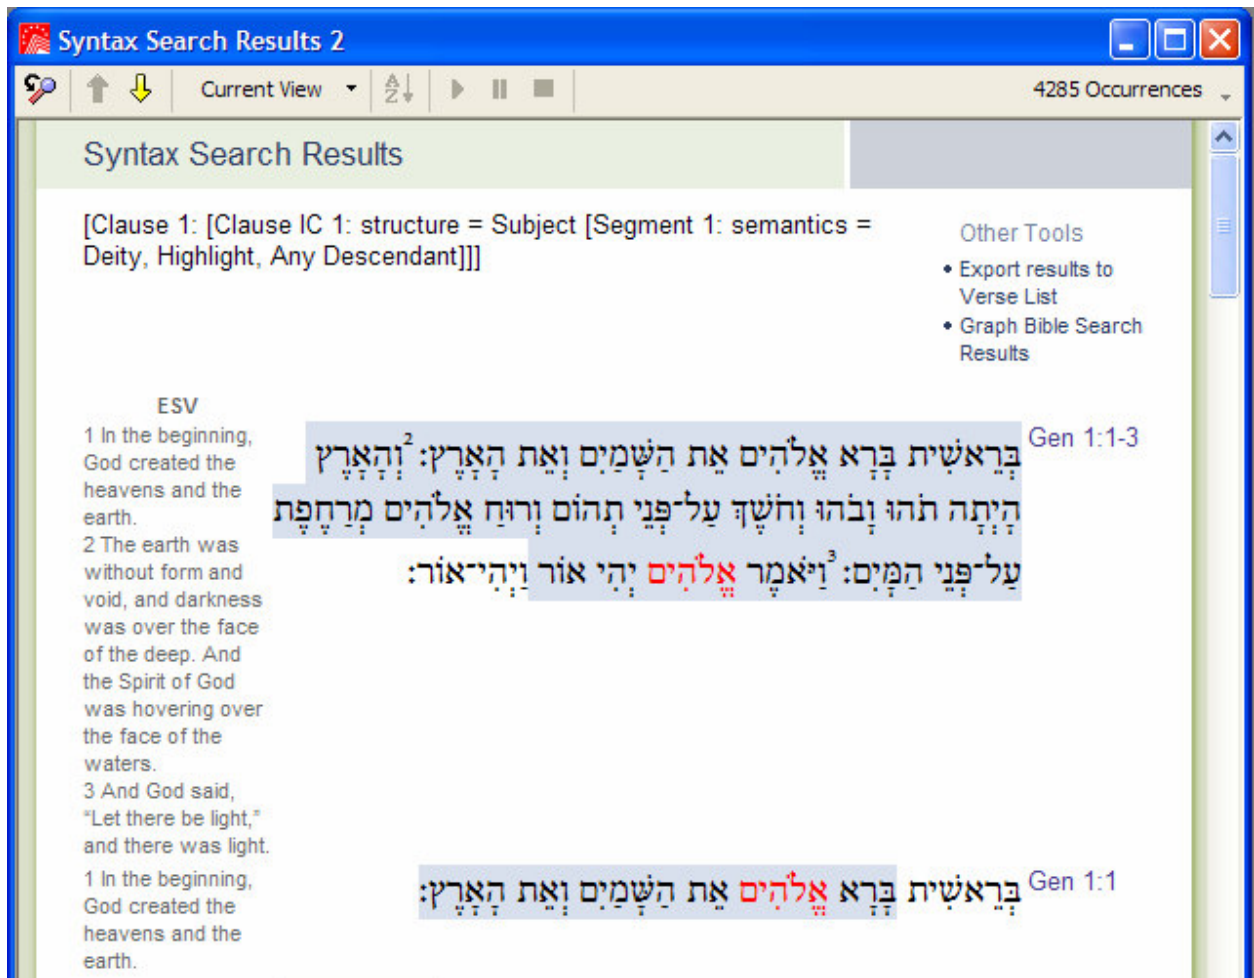 Syntax Search Results 2
Current View
4285 Occurrences
Syntax Search Results
[Clause 1: [Clause IC 1: structure = Subject [Segment 1: semantics =
Deity, Highlight, Any Descendant]]]
Other Tools
• Export results to
Verse List
• Graph Bible Search
Results
ESV
1 In the beginning,
God created the
heavens and the
earth.
2 The earth was
without form and
void, and darkness
was over the face
of the deep. And
the Spirit of God
was hovering over
the face of the
waters.
3 And God said,
“Let there be light,”
and there was light.
Gen 1:1-3
בְּרֵאשִׁית בָּרָא אֱלֹהִים אֵת הַשָּׁמַיִם וְאֵת הָאָרֶץ: ²וְהָאָרֶץ
הָיְתָה תֹהוּ וָבֹהוּ וְחֹשֶׁךְ עַל־פְּנֵי תְהוֹם וְרוּחַ אֱלֹהִים מְרַחֶפֶת
עַל־פְּנֵי הַמָּיִם: ³וַיֹּאמֶר אֱלֹהִים יְהִי אוֹר וַיְהִי־אוֹר:
1 In the beginning,
God created the
heavens and the
earth.
Gen 1:1
בְּרֵאשִׁית בָּרָא אֱלֹהִים אֵת הַשָּׁמַיִם וְאֵת הָאָרֶץ: